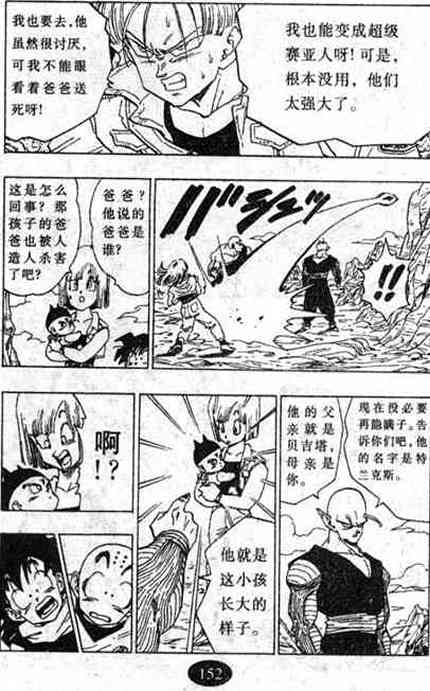 我也能变成超级
赛亚人呀！可是，
根本没用，他们
太强大了。
我也要去，他
虽然很讨厌，
可我不能眼
看着爸爸送
死呀！
バシュッ
!!
爸爸？
他说的
爸爸是
谁？
这是怎么
回事？那
孩子的爸
爸也被人
造人杀害
了吧？
现在没必要
再隐瞒子。告
诉你们吧，他
的名字是特
兰克斯。
他的父
亲就是
贝吉塔，
母亲是
你。
他就是
这小孩
长大的
样子。
啊
!?
152